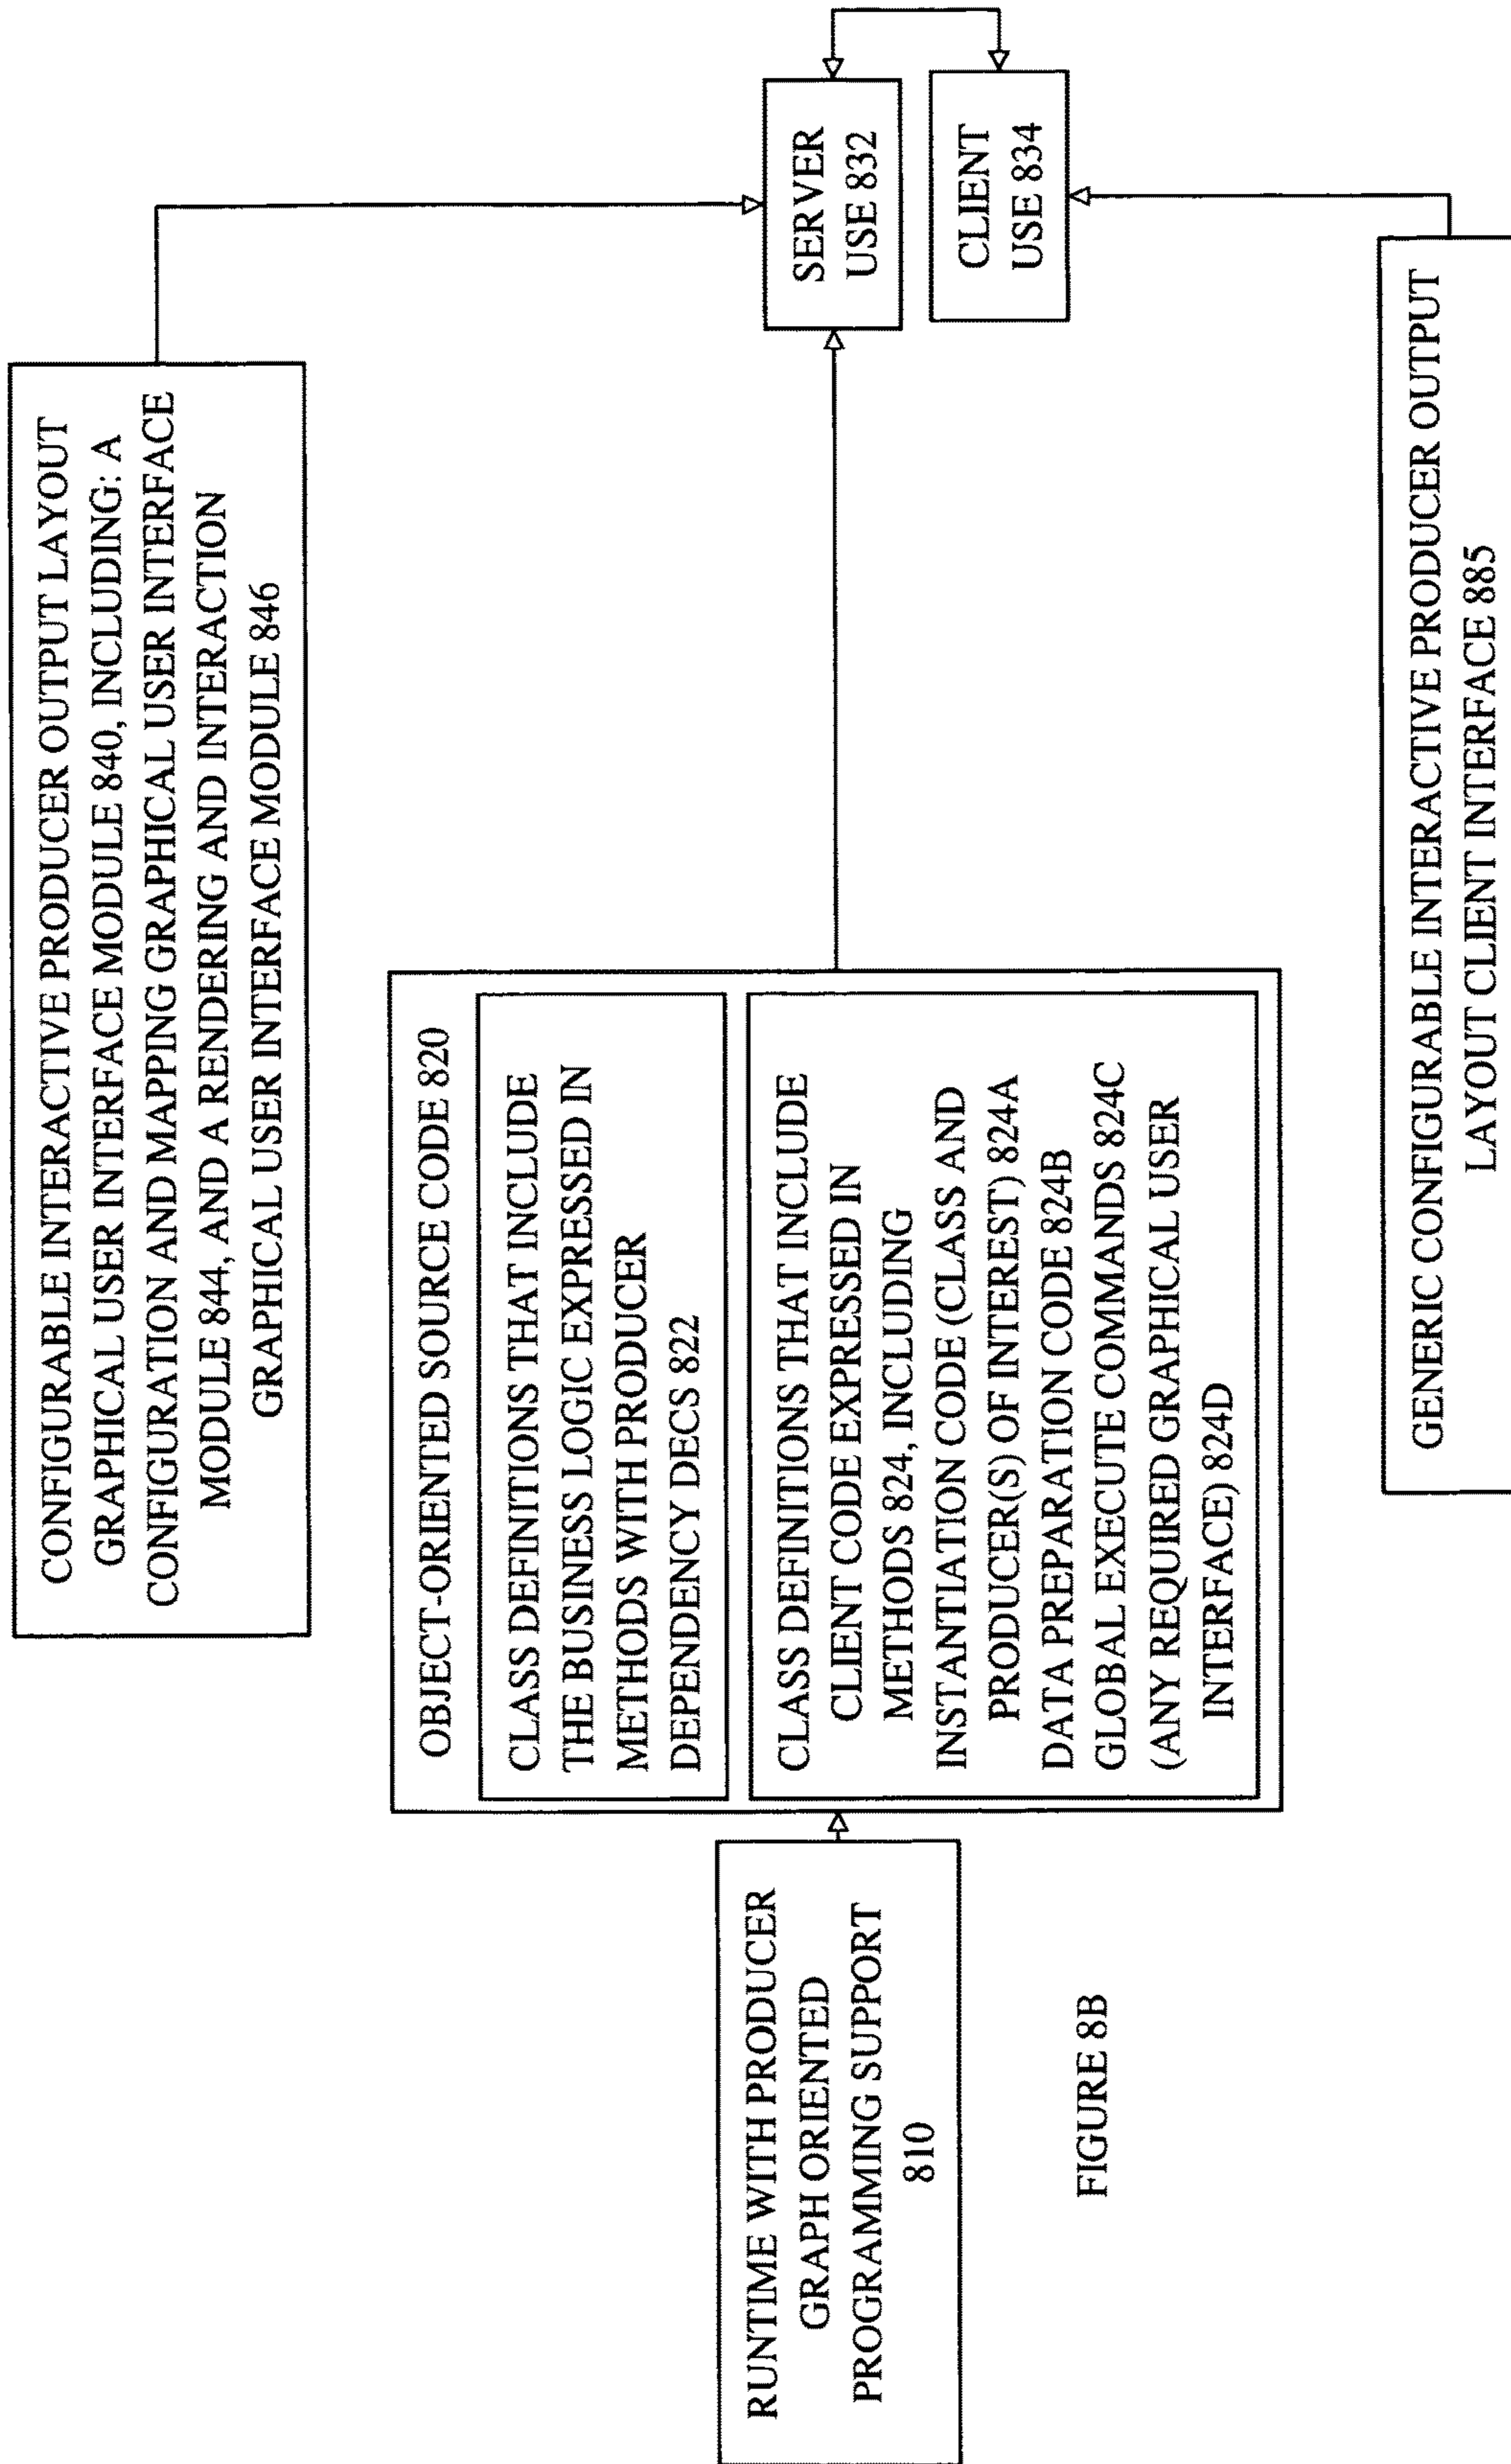 CONFIGURABLE INTERACTIVE PRODUCER OUTPUT LAYOUT
GRAPHICAL USER INTERFACE MODULE 840, INCLUDING: A
CONFIGURATION AND MAPPING GRAPHICAL USER INTERFACE
MODULE 844, AND A RENDERING AND INTERACTION
GRAPHICAL USER INTERFACE MODULE 846
OBJECT-ORIENTED SOURCE CODE 820
CLASS DEFINITIONS THAT INCLUDE
THE BUSINESS LOGIC EXPRESSED IN
METHODS WITH PRODUCER
DEPENDENCY DECS 822
CLASS DEFINITIONS THAT INCLUDE
CLIENT CODE EXPRESSED IN
METHODS 824, INCLUDING
INSTANTIATION CODE (CLASS AND
PRODUCER(S) OF INTEREST) 824A
DATA PREPARATION CODE 824B
GLOBAL EXECUTE COMMANDS 824C
(ANY REQUIRED GRAPHICAL USER
INTERFACE) 824D
RUNTIME WITH PRODUCER
GRAPH ORIENTED
PROGRAMMING SUPPORT
810
SERVER
USE 832
CLIENT
USE 834
GENERIC CONFIGURABLE INTERACTIVE PRODUCER OUTPUT
LAYOUT CLIENT INTERFACE 885
FIGURE 8B